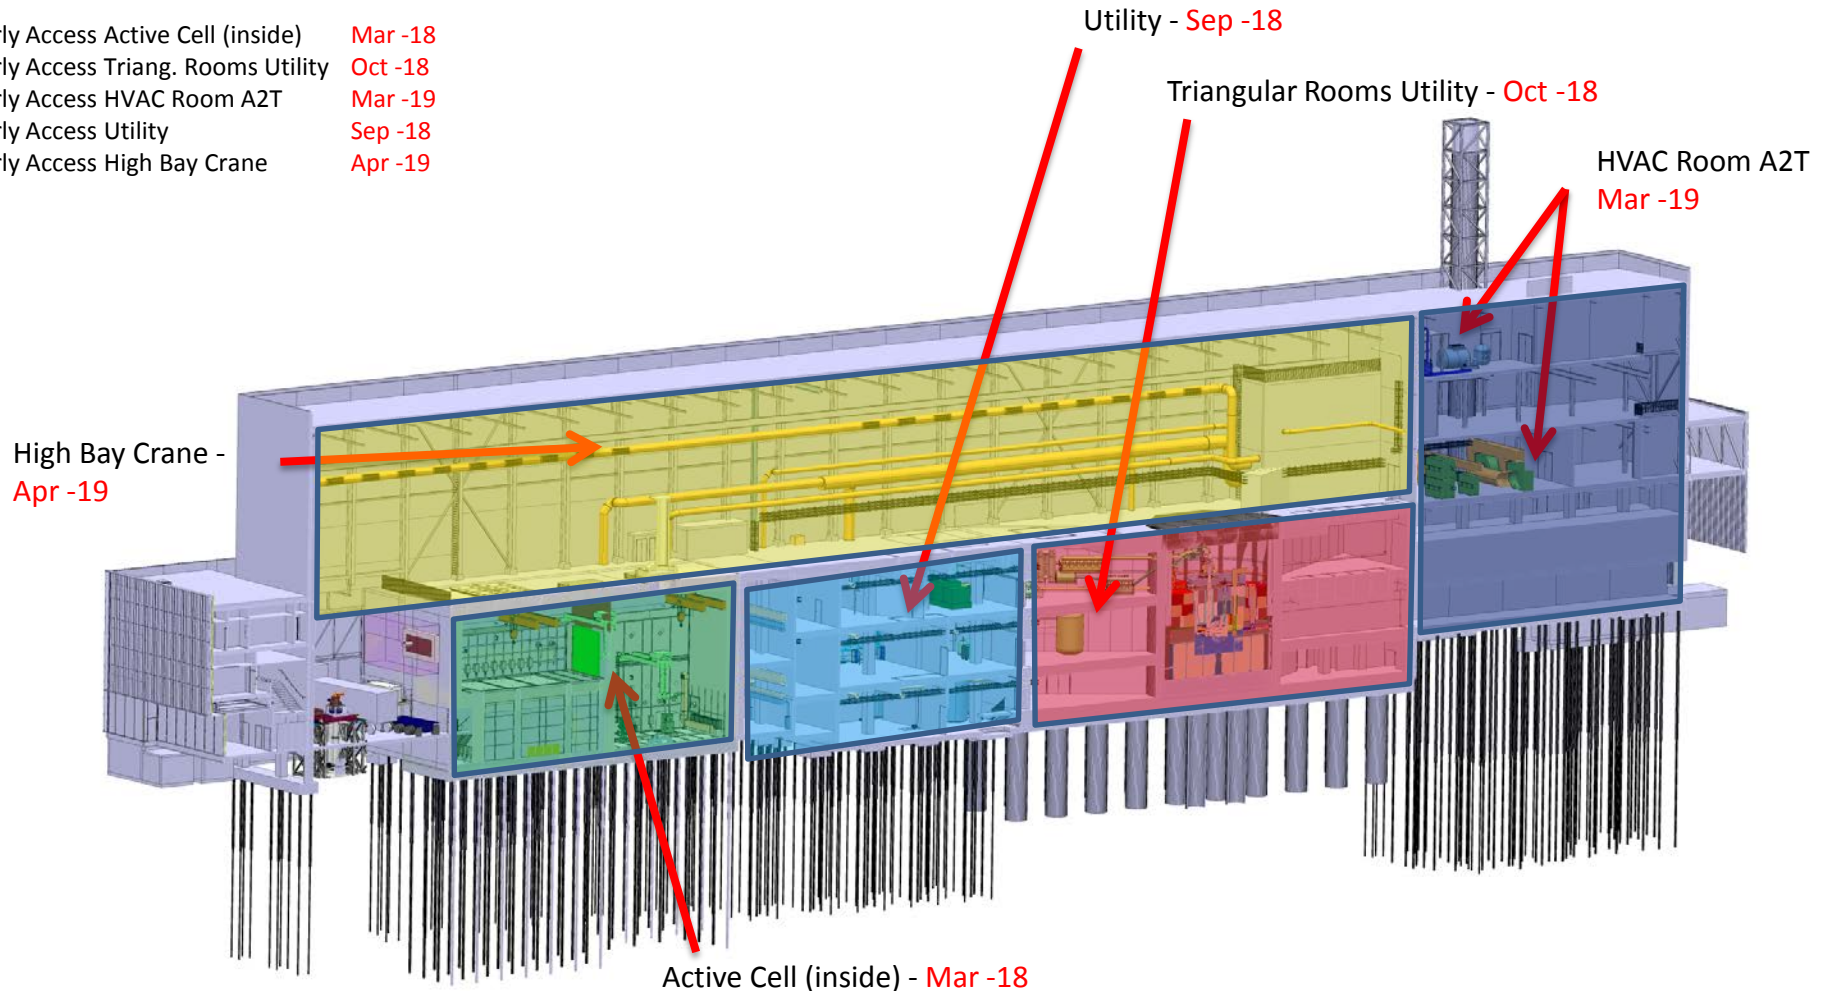 rly Access Active Cell (inside) Mar -18
rly Access Triang. Rooms Utility Oct -18
rly Access HVAC Room A2T Mar -19
rly Access Utility Sep -18
rly Access High Bay Crane Apr -19
Utility - Sep -18
Triangular Rooms Utility - Oct -18
HVAC Room A2T
Mar -19
High Bay Crane -
Apr -19
Active Cell (inside) - Mar -18